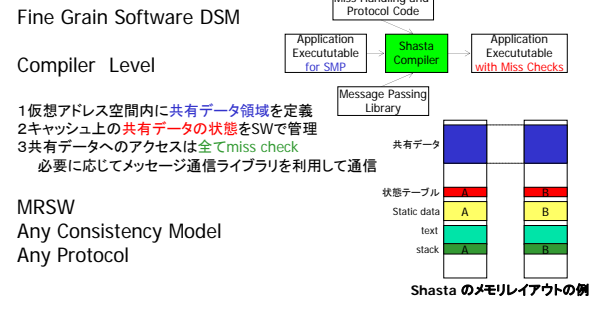 Fine Grain Software DSM
Compiler Level
1仮想アドレス空間内に共有データ領域を定義
2キャッシュ上の共有データの状態をSWで管理
3共有データへのアクセスは全てmiss check
必要に応じてメッセージ通信ライブラリを利用して通信
MRSW
Any Consistency Model
Any Protocol
Miss Handling and
Protocol Code
Application
Execututable
for SMP
Shasta
Compiler
Application
Execututable
with Miss Checks
Message Passing
Library
共有データ
状態テーブル A B
Static data A B
text
stack A B
Shasta のメモリレイアウトの例